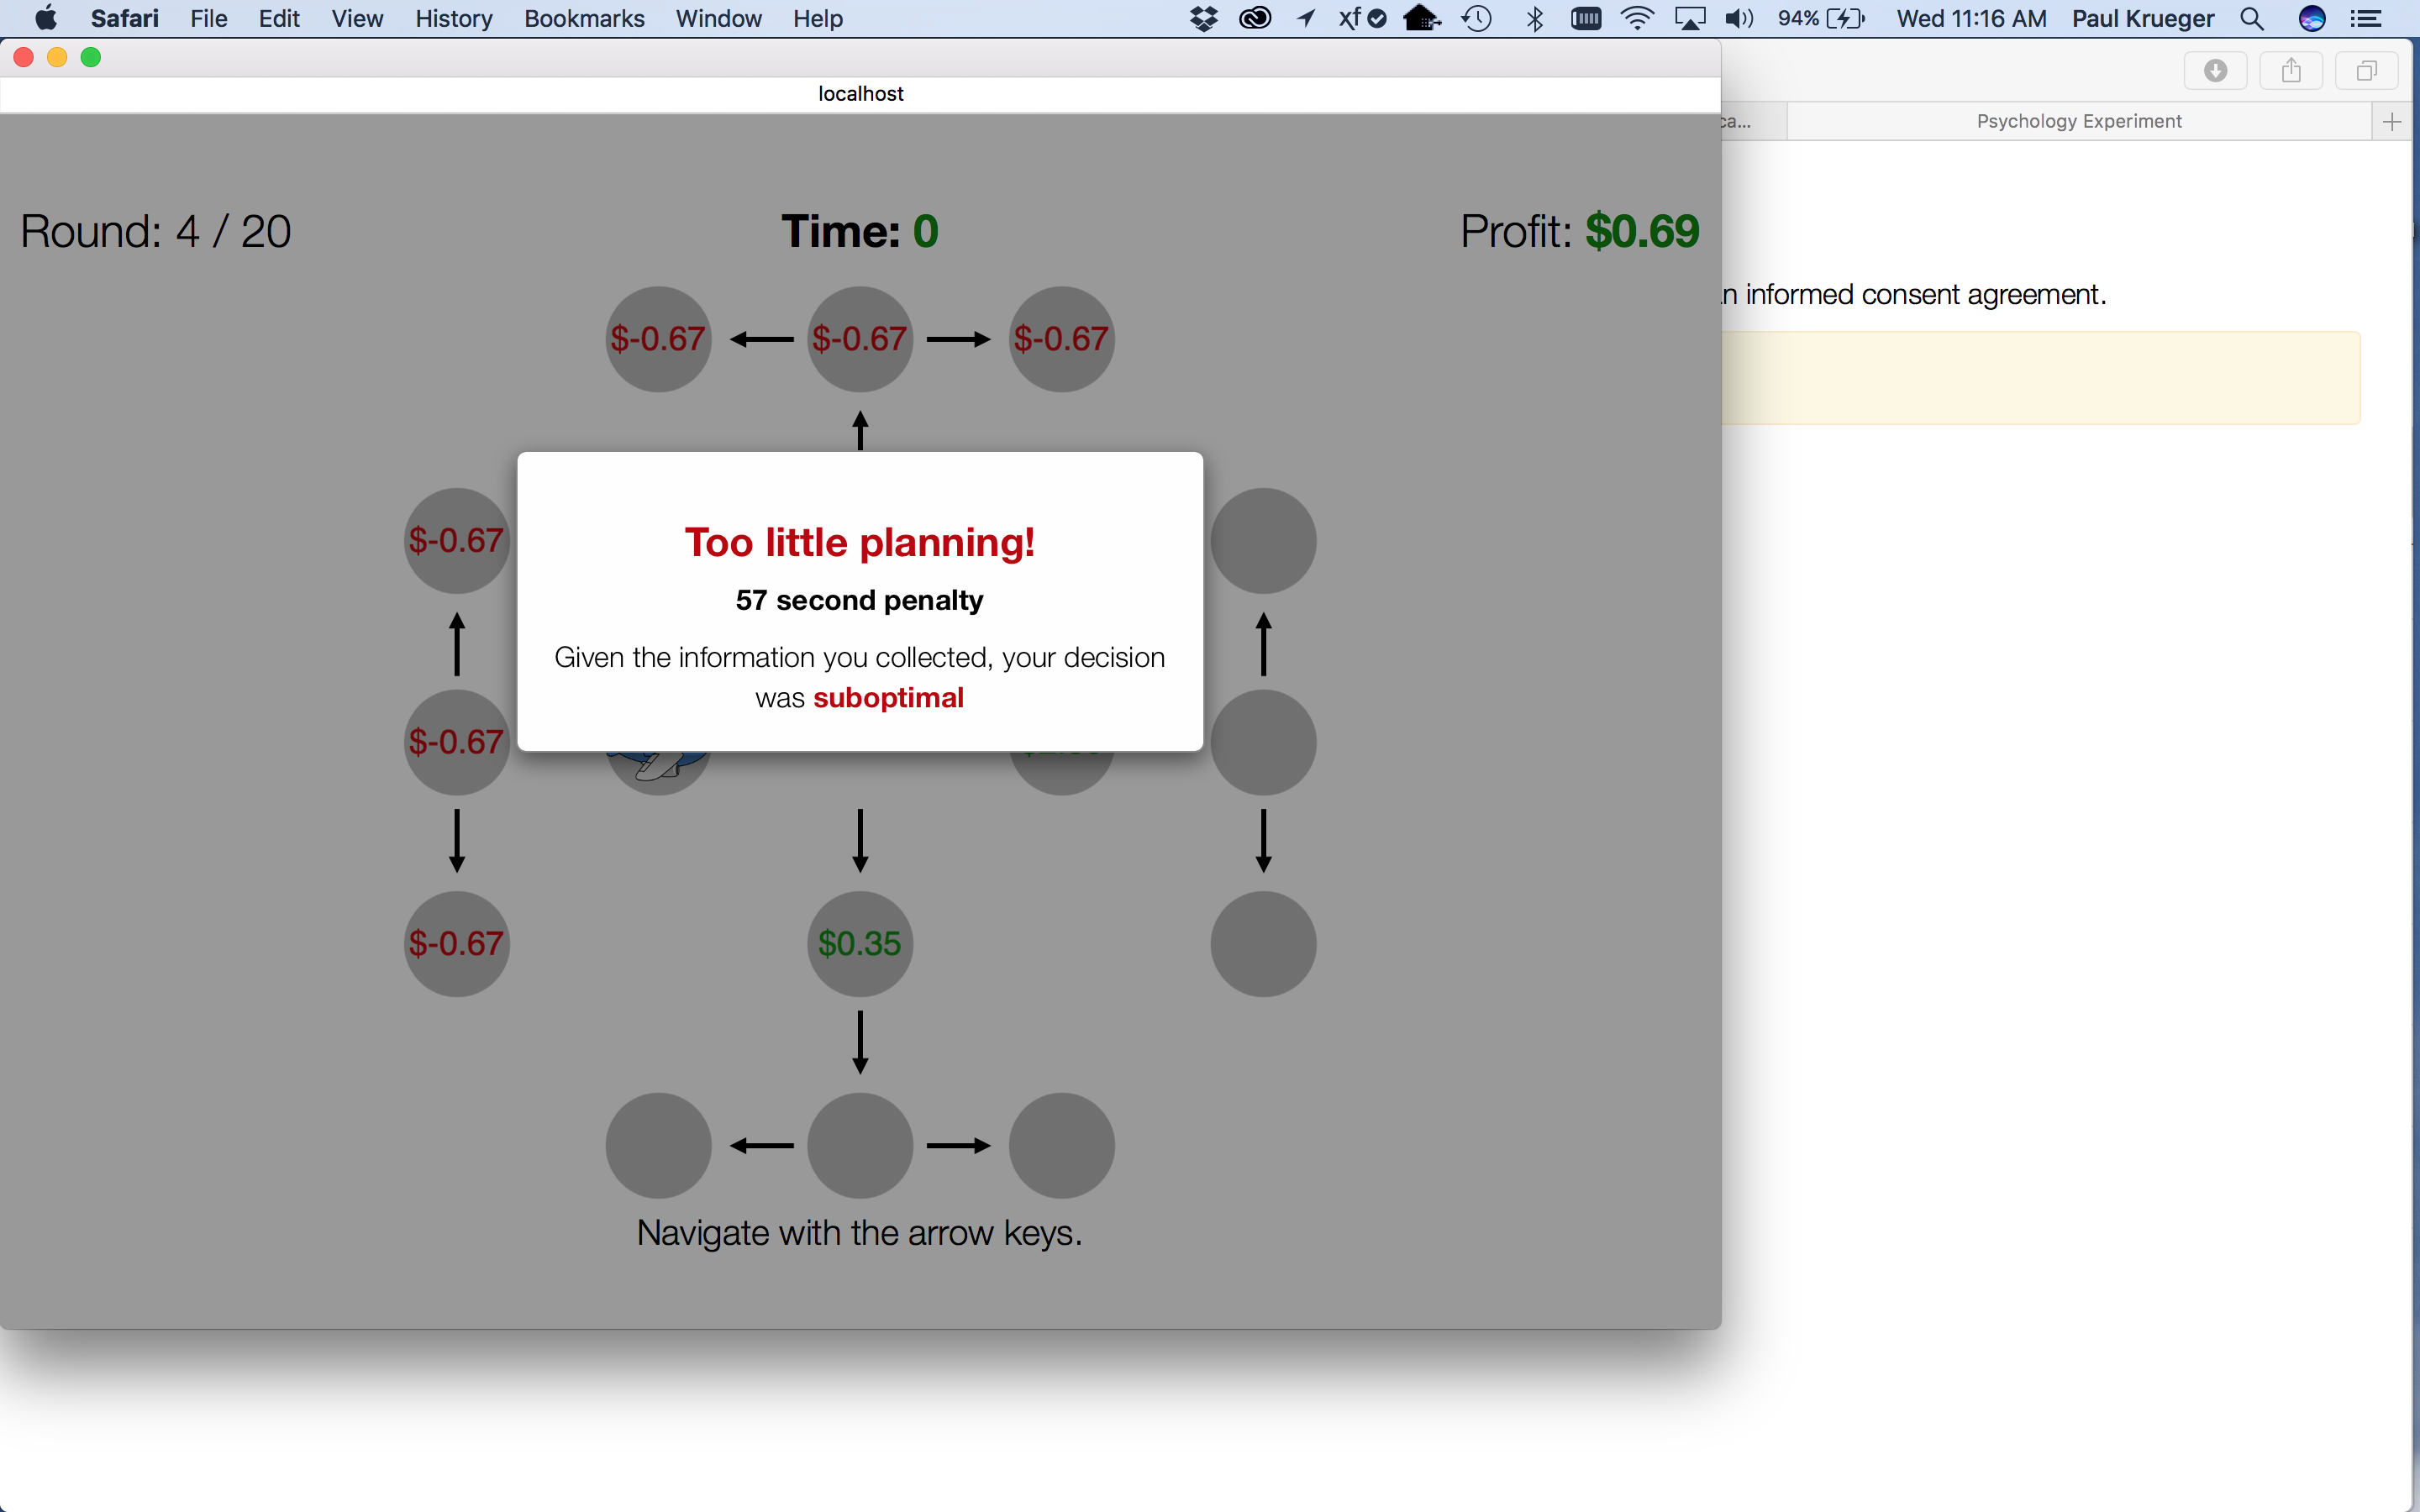 Safari File Edit View History Bookmarks Window Help xf 94% Wed 11:16 AM Paul Krueger
localhost
ca... Psychology Experiment
Round: 4 / 20 Time: 0 Profit: $0.69
n informed consent agreement.
$-0.67 $-0.67 $-0.67
$-0.67
Too little planning!
57 second penalty
Given the information you collected, your decision
was suboptimal
$-0.67
$-0.67 $0.35
Navigate with the arrow keys.